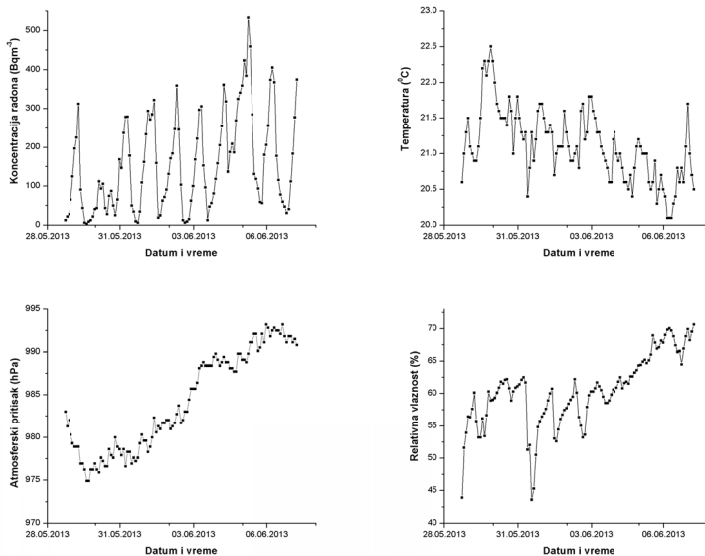 Koncentracija radona (Bqm-3)
500
400
300
200
100
0
28.05.2013 31.05.2013 03.06.2013 06.06.2013
Datum i vreme
Temperatura (0C)
23.0
22.5
22.0
21.5
21.0
20.5
20.0
28.05.2013 31.05.2013 03.06.2013 06.06.2013
Datum i vreme
Atmosferski pritisak (hPa)
995
990
985
980
975
970
28.05.2013 31.05.2013 03.06.2013 06.06.2013
Datum i vreme
Relativna vlaznost (%)
70
65
60
55
50
45
40
28.05.2013 31.05.2013 03.06.2013 06.06.2013
Datum i vreme